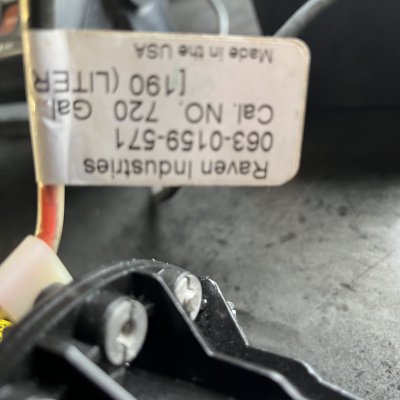 Raven Industries
063-0159-571
Cal. NO. 720 Gal.
[190 (LITER
Made in the USA